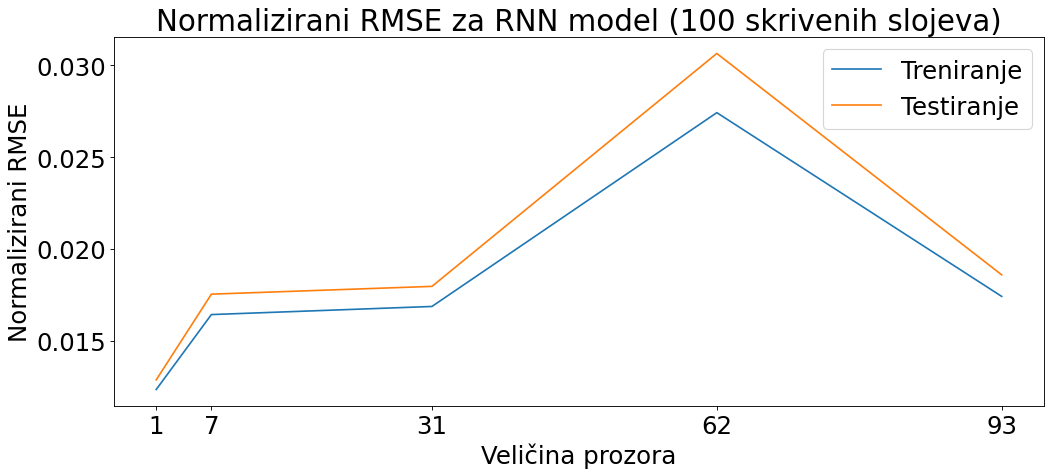 Normalizirani RMSE za RNN model (100 skrivenih slojeva)
Treniranje
Testiranje
Normalizirani RMSE
0.030
0.025
0.020
0.015
1 7 31 62 93
Veličina prozora